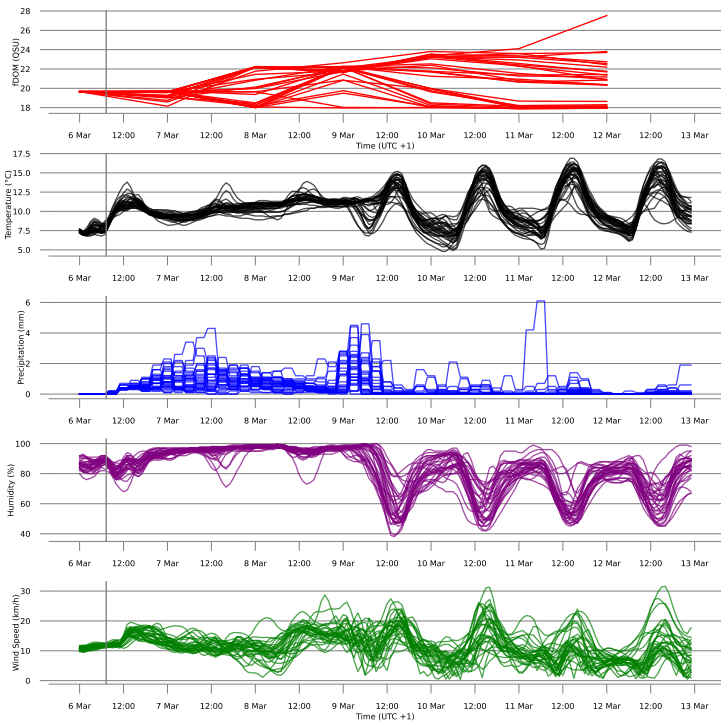 28
26
24
22
20
18
fDOM (QSU)
6 Mar 12:00 7 Mar 12:00 8 Mar 12:00 9 Mar 12:00 10 Mar 12:00 11 Mar 12:00 12 Mar 12:00 13 Mar
Time (UTC +1)
17.5
15.0
12.5
10.0
7.5
5.0
Temperature (°C)
6 Mar 12:00 7 Mar 12:00 8 Mar 12:00 9 Mar 12:00 10 Mar 12:00 11 Mar 12:00 12 Mar 12:00 13 Mar
6
4
2
0
Precipitation (mm)
6 Mar 12:00 7 Mar 12:00 8 Mar 12:00 9 Mar 12:00 10 Mar 12:00 11 Mar 12:00 12 Mar 12:00 13 Mar
100
80
60
40
Humidity (%)
6 Mar 12:00 7 Mar 12:00 8 Mar 12:00 9 Mar 12:00 10 Mar 12:00 11 Mar 12:00 12 Mar 12:00 13 Mar
30
20
10
0
Wind Speed (km/h)
6 Mar 12:00 7 Mar 12:00 8 Mar 12:00 9 Mar 12:00 10 Mar 12:00 11 Mar 12:00 12 Mar 12:00 13 Mar
Time (UTC +1)